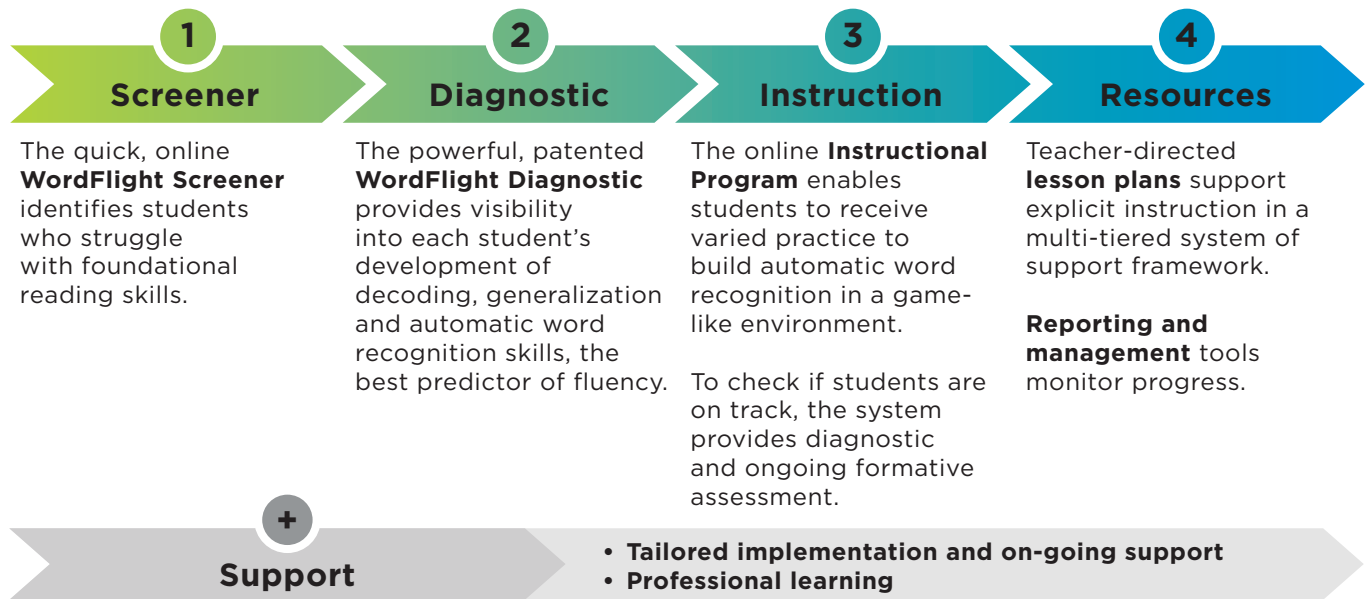 1
Screener
The quick, online
WordFlight Screener
identifies students
who struggle
with foundational
reading skills.
2
Diagnostic
The powerful, patented
WordFlight Diagnostic
provides visibility
into each student’s
development of
decoding, generalization
and automatic word
recognition skills, the
best predictor of fluency.
3
Instruction
The online Instructional
Program enables
students to receive
varied practice to
build automatic word
recognition in a game-
like environment.
To check if students are
on track, the system
provides diagnostic
and ongoing formative
assessment.
4
Resources
Teacher-directed
lesson plans support
explicit instruction in a
multi-tiered system of
support framework.
Reporting and
management tools
monitor progress.
+
Support
• Tailored implementation and on-going support
• Professional learning